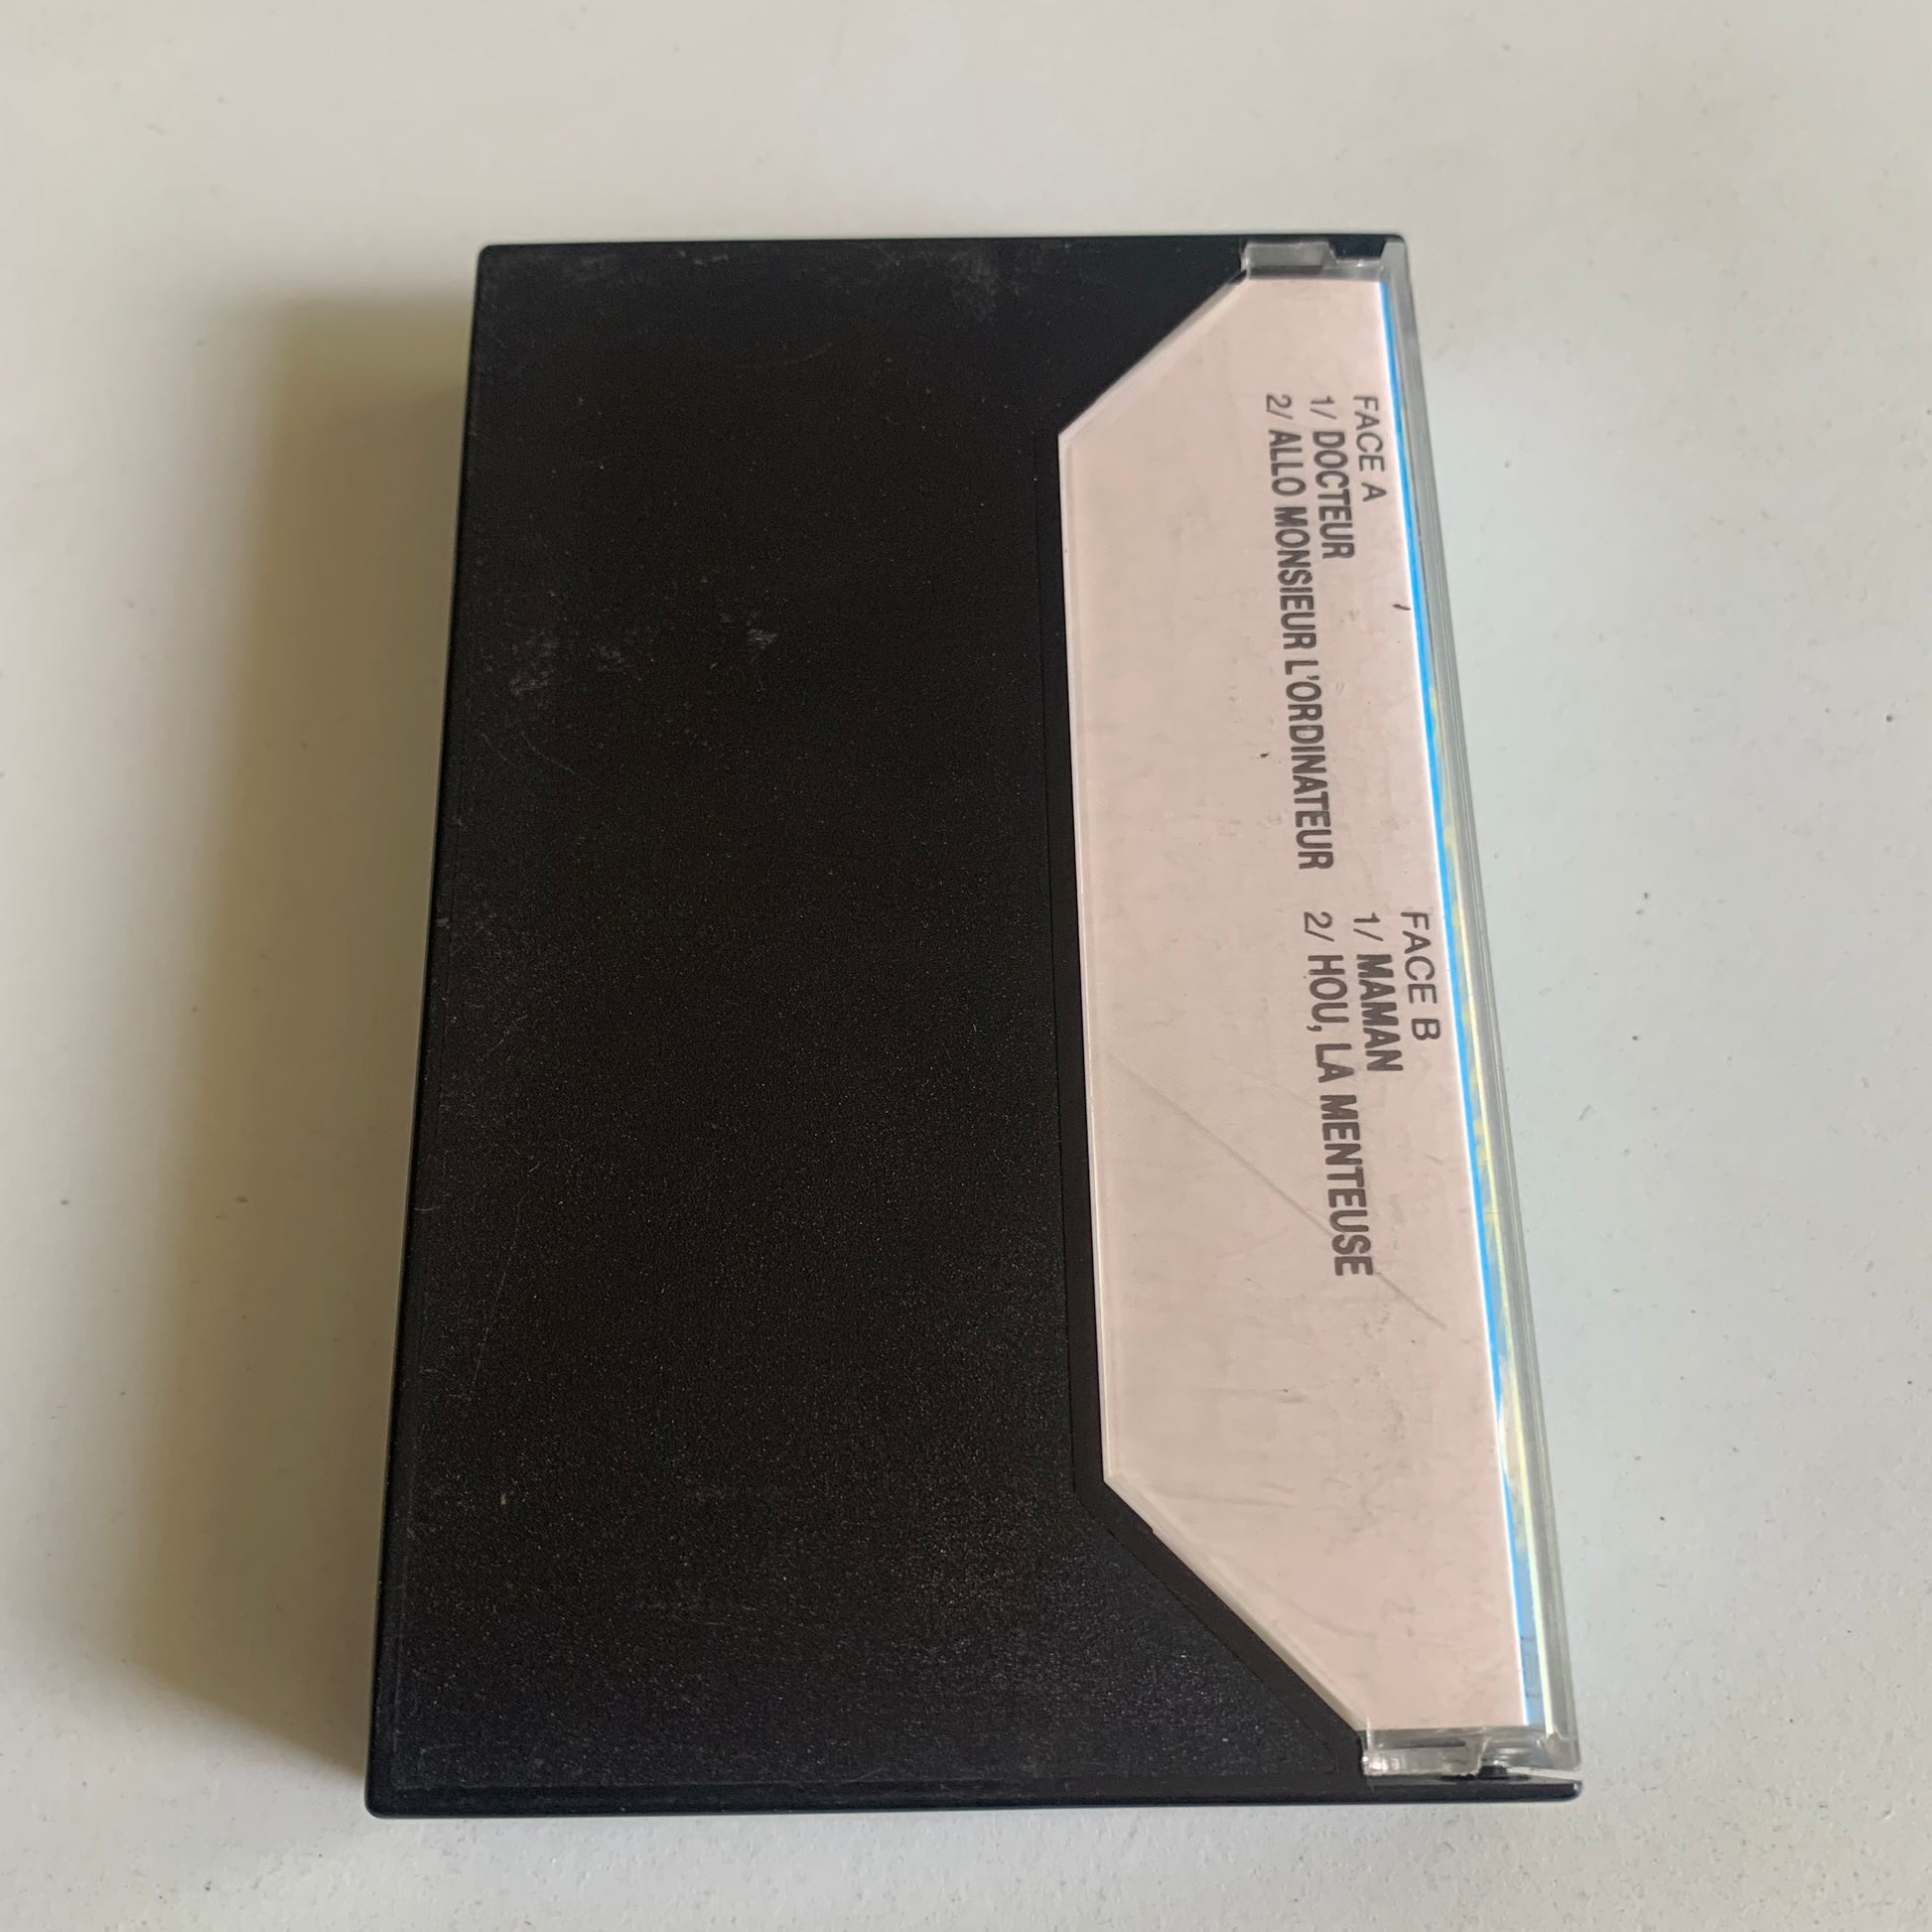 FACE A
1/ DOCTEUR
2/ ALLO MONSIEUR L'ORDINATEUR
FACE B
1/ MAMAN
2/ HOU, LA MENTEUSE